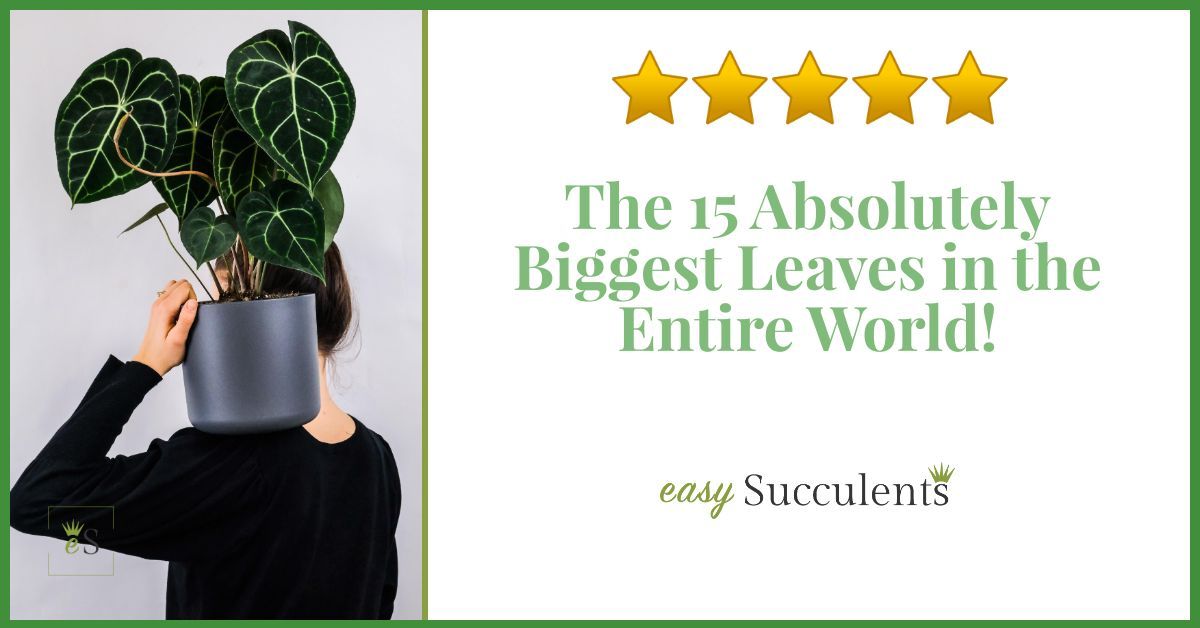 The 15 Absolutely
Biggest Leaves in the
Entire World!
easy Succulents
eS